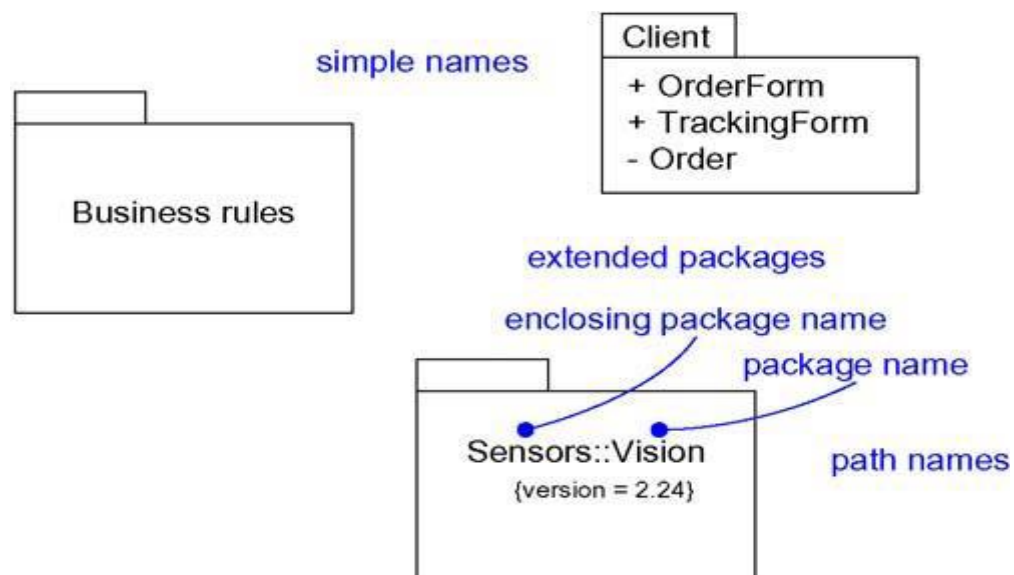 simple names
Client
+ OrderForm
+ TrackingForm
- Order
Business rules
extended packages
enclosing package name
package name
Sensors::Vision
{version = 2.24}
path names